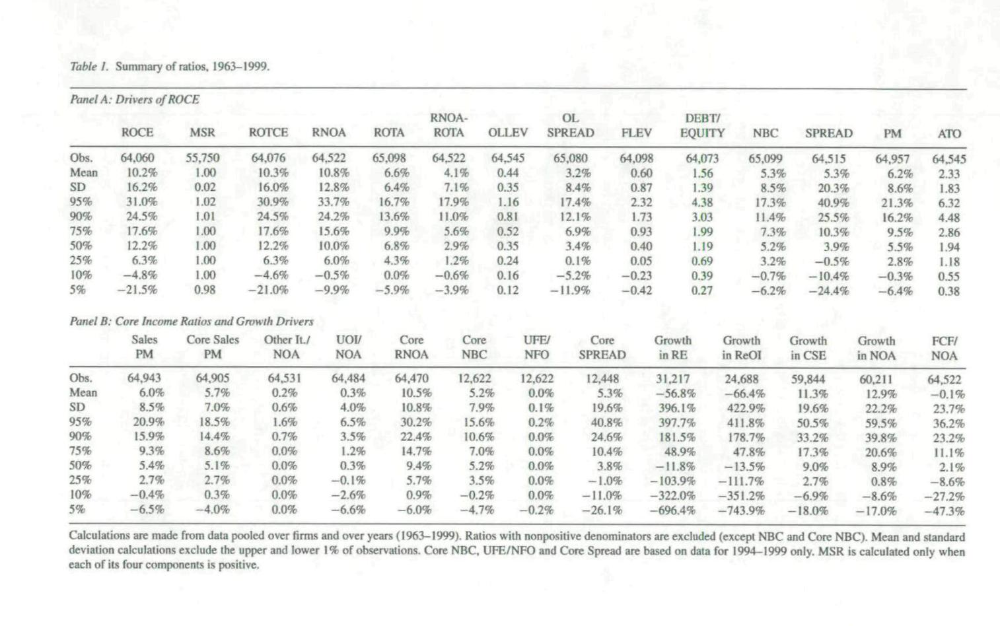 Table 1. Summary of ratios, 1963–1999.
Panel A: Drivers of ROCE
RNOA- OL DEBT/
ROCE MSR ROTCE RNOA ROTA ROTA OLLEV SPREAD FLEV EQUITY NBC SPREAD PM ATO
Obs. 64,060 55,750 64,076 64,522 65,098 64,522 64,545 65,080 64,098 64,073 65,099 64,515 64,957 64,545
Mean 10.2% 1.00 10.3% 10.8% 6.6% 4.1% 0.44 3.2% 0.60 1.56 5.3% 5.3% 6.2% 2.33
SD 16.2% 0.02 16.0% 12.8% 6.4% 7.1% 0.35 8.4% 0.87 1.39 8.5% 20.3% 8.6% 1.83
95% 31.0% 1.02 30.9% 33.7% 16.7% 17.9% 1.16 17.4% 2.32 4.38 17.3% 40.9% 21.3% 6.32
90% 24.5% 1.01 24.5% 24.2% 13.6% 11.0% 0.81 12.1% 1.73 3.03 11.4% 25.5% 16.2% 4.48
75% 17.6% 1.00 17.6% 15.6% 9.9% 5.6% 0.52 6.9% 0.93 1.99 7.3% 10.3% 9.5% 2.86
50% 12.2% 1.00 12.2% 10.0% 6.8% 2.9% 0.35 3.4% 0.40 1.19 5.2% 3.9% 5.5% 1.94
25% 6.3% 1.00 6.3% 6.0% 4.3% 1.2% 0.24 0.1% 0.05 0.69 3.2% −0.5% 2.8% 1.18
10% −4.8% 1.00 −4.6% −0.5% 0.0% −0.6% 0.16 −5.2% −0.23 0.39 −0.7% −10.4% −0.3% 0.55
5% −21.5% 0.98 −21.0% −9.9% −5.9% −3.9% 0.12 −11.9% −0.42 0.27 −6.2% −24.4% −6.4% 0.38
Panel B: Core Income Ratios and Growth Drivers
Sales Core Sales Other It./ UOI/ Core Core UFE/ Core Growth Growth Growth Growth FCF/
PM PM NOA NOA RNOA NBC NFO SPREAD in RE in ReOI in CSE in NOA NOA
Obs. 64,943 64,905 64,531 64,484 64,470 12,622 12,622 12,448 31,217 24,688 59,844 60,211 64,522
Mean 6.0% 5.7% 0.2% 0.3% 10.5% 5.2% 0.0% 5.3% −56.8% −66.4% 11.3% 12.9% −0.1%
SD 8.5% 7.0% 0.6% 4.0% 10.8% 7.9% 0.1% 19.6% 396.1% 422.9% 19.6% 22.2% 23.7%
95% 20.9% 18.5% 1.6% 6.5% 30.2% 15.6% 0.2% 40.8% 397.7% 411.8% 50.5% 59.5% 36.2%
90% 15.9% 14.4% 0.7% 3.5% 22.4% 10.6% 0.0% 24.6% 181.5% 178.7% 33.2% 39.8% 23.2%
75% 9.3% 8.6% 0.0% 1.2% 14.7% 7.0% 0.0% 10.4% 48.9% 47.8% 17.3% 20.6% 11.1%
50% 5.4% 5.1% 0.0% 0.3% 9.4% 5.2% 0.0% 3.8% −11.8% −13.5% 9.0% 8.9% 2.1%
25% 2.7% 2.7% 0.0% −0.1% 5.7% 3.5% 0.0% −1.0% −103.9% −111.7% 2.7% 0.8% −8.6%
10% −0.4% 0.3% 0.0% −2.6% 0.9% −0.2% 0.0% −11.0% −322.0% −351.2% −6.9% −8.6% −27.2%
5% −6.5% −4.0% 0.0% −6.6% −6.0% −4.7% −0.2% −26.1% −696.4% −743.9% −18.0% −17.0% −47.3%
Calculations are made from data pooled over firms and over years (1963–1999). Ratios with nonpositive denominators are excluded (except NBC and Core NBC). Mean and standard
deviation calculations exclude the upper and lower 1% of observations. Core NBC, UFE/NFO and Core Spread are based on data for 1994–1999 only. MSR is calculated only when
each of its four components is positive.